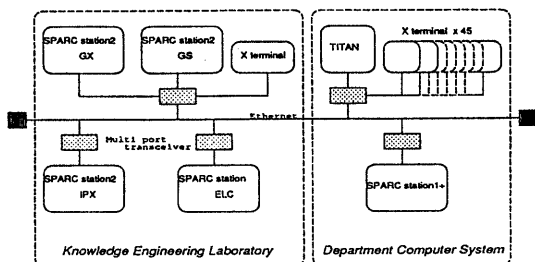 SPARC station2
GX
SPARC station2
GS
X terminal
TITAN
X terminal x 45
Ethernet
Multi port
transceiver
SPARC station2
IPX
SPARC station
ELC
SPARC station1+
Knowledge Engineering Laboratory
Department Computer System